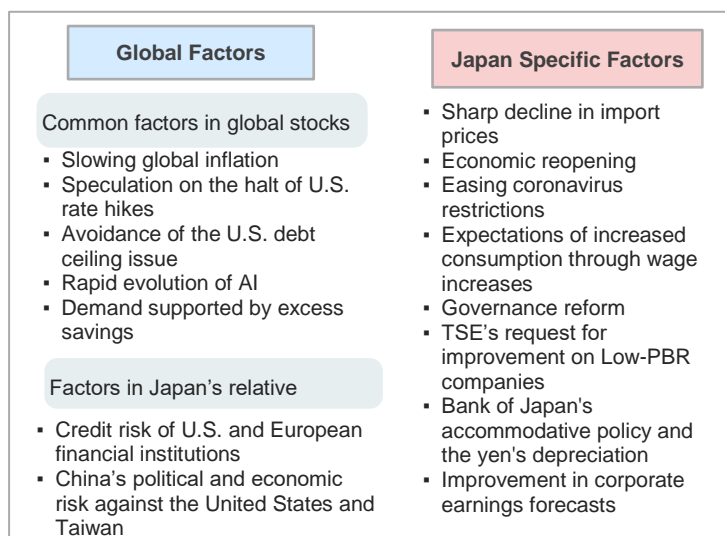 Global Factors
Common factors in global stocks
▪ Slowing global inflation
▪ Speculation on the halt of U.S.
rate hikes
▪ Avoidance of the U.S. debt
ceiling issue
▪ Rapid evolution of AI
▪ Demand supported by excess
savings
Factors in Japan’s relative
▪ Credit risk of U.S. and European
financial institutions
▪ China’s political and economic
risk against the United States and
Taiwan
Japan Specific Factors
▪ Sharp decline in import
prices
▪ Economic reopening
▪ Easing coronavirus
restrictions
▪ Expectations of increased
consumption through wage
increases
▪ Governance reform
▪ TSE’s request for
improvement on Low-PBR
companies
▪ Bank of Japan's
accommodative policy and
the yen's depreciation
▪ Improvement in corporate
earnings forecasts